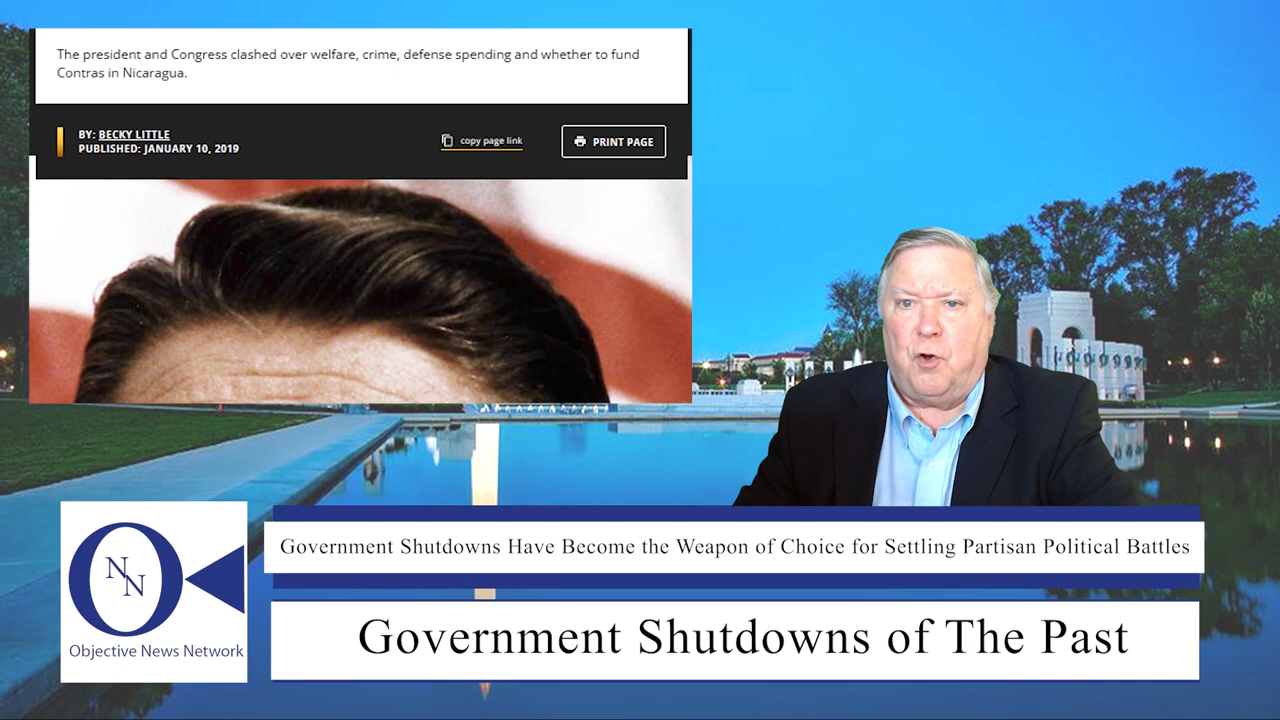 The president and Congress clashed over welfare, crime, defense spending and whether to fund
Contras in Nicaragua.
BY: BECKY LITTLE
PUBLISHED: JANUARY 10, 2019
copy page link
PRINT PAGE
Government Shutdowns Have Become the Weapon of Choice for Settling Partisan Political Battles
Government Shutdowns of The Past
NN
Objective News Network